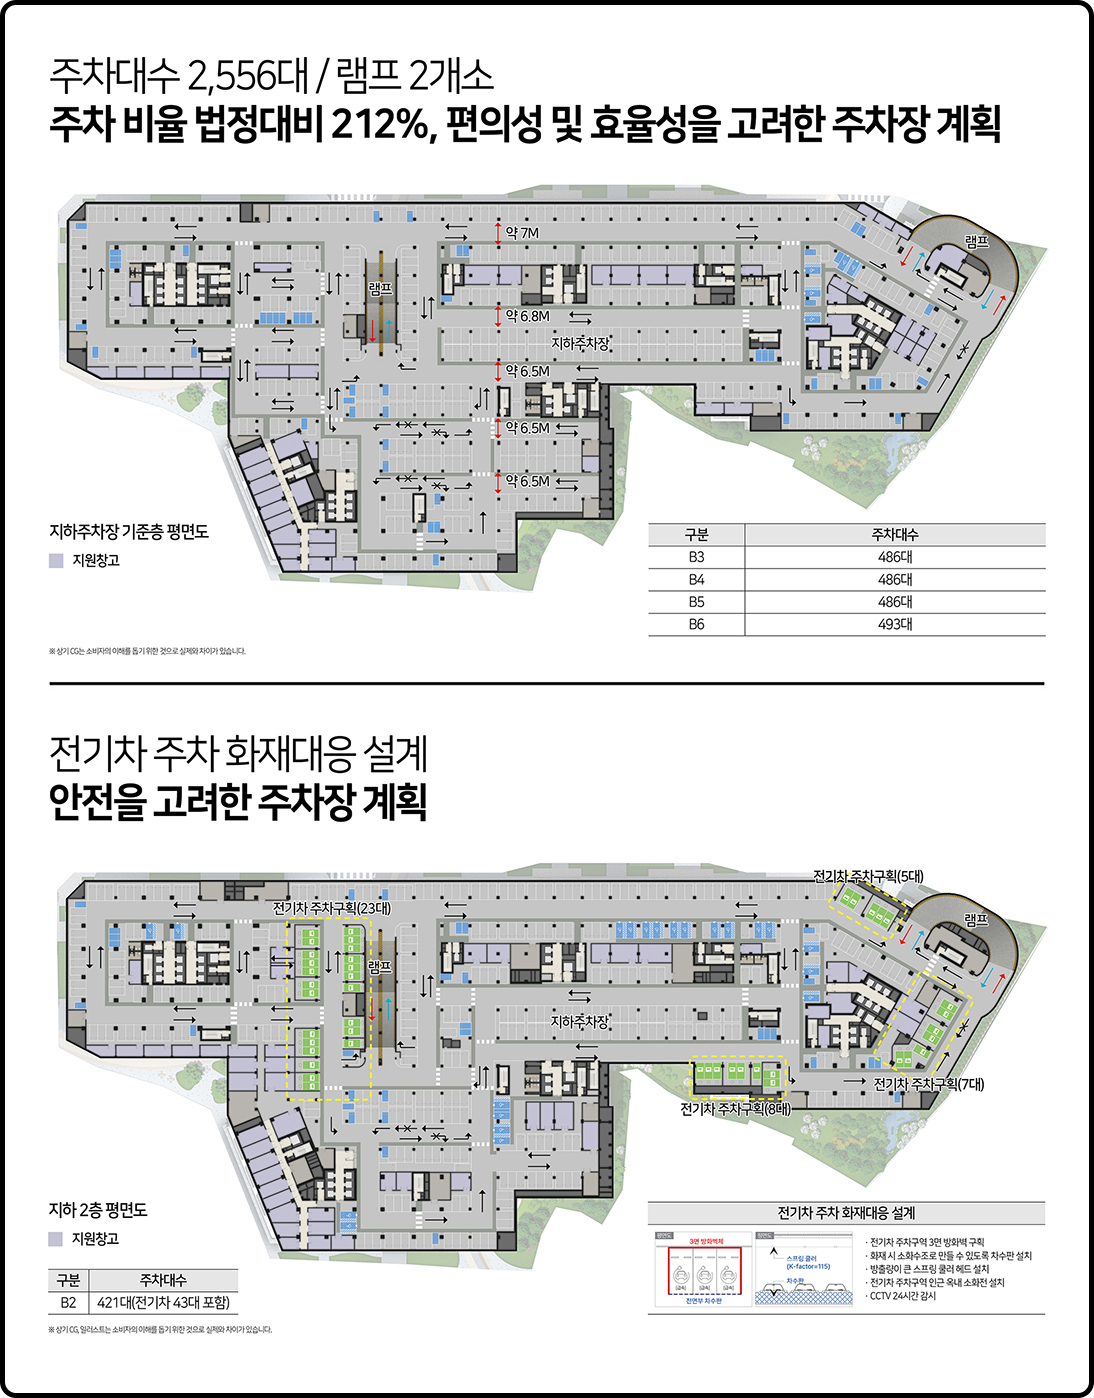 주차대수 2,556대 / 램프 2개소
주차 비율 법정대비 212%, 편의성 및 효율성을 고려한 주차장 계획
약 7M
램프
램프
약 6.8M
지하주차장
약 6.5M
약 6.5M
약 6.5M
지하주차장 기준층 평면도
지원창고
구분 주차대수
B3 486대
B4 486대
B5 486대
B6 493대
※ 상기 CG는 소비자의 이해를 돕기 위한 것으로 실제와 차이가 있습니다.
전기차 주차 화재대응 설계
안전을 고려한 주차장 계획
전기차 주차구획(5대)
전기차 주차구획(23대)
램프
램프
지하주차장
전기차 주차구획(7대)
전기차 주차구획(8대)
지하 2층 평면도
지원창고
구분 주차대수
B2 421대(전기차 43대 포함)
전기차 주차 화재대응 설계
평면도
3면 방화벽체
전면부 차수판
스프링 쿨러
(K-factor=115)
차수판
· 전기차 주차구역 3면 방화벽 구획
· 화재 시 소화수조로 만들 수 있도록 차수판 설치
· 방출량이 큰 스프링 쿨러 헤드 설치
· 전기차 주차구역 인근 옥내 소화전 설치
· CCTV 24시간 감시
※ 상기 CG, 일러스트는 소비자의 이해를 돕기 위한 것으로 실제와 차이가 있습니다.